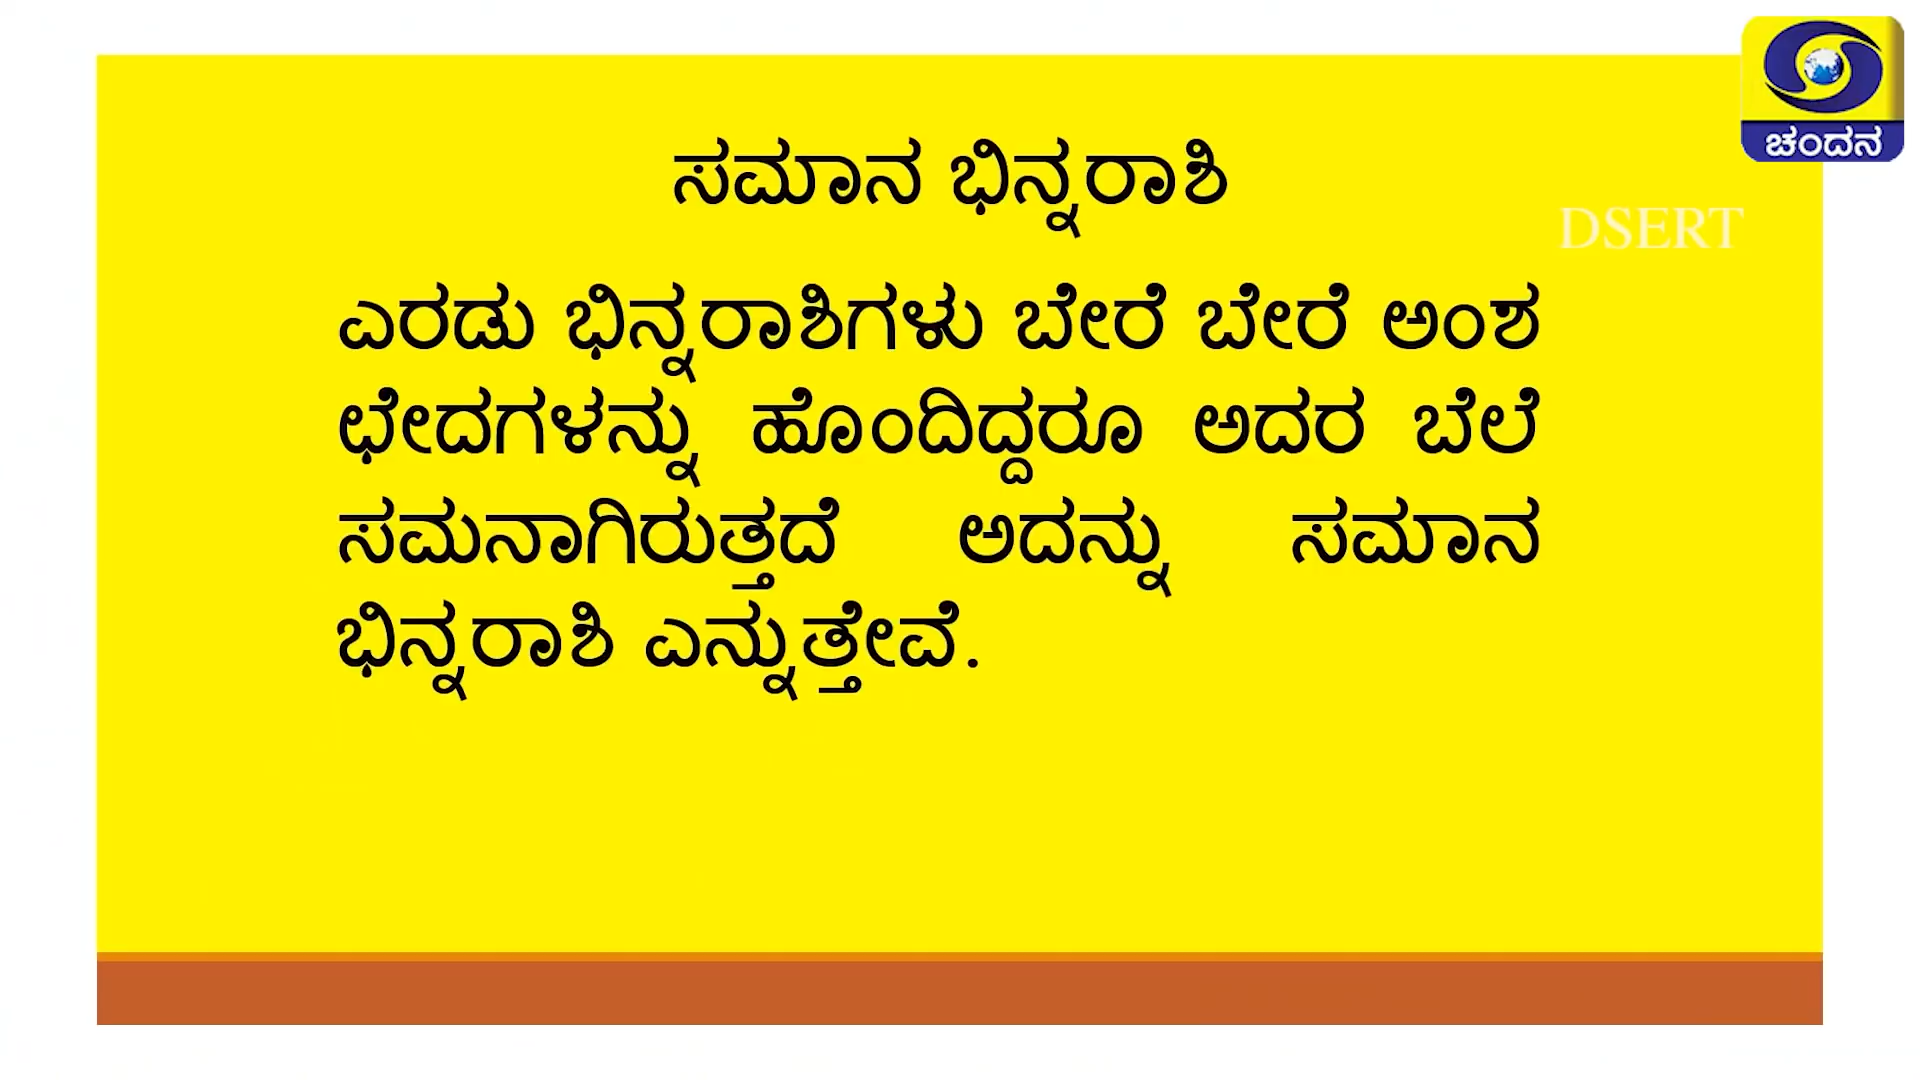 ಚಂದನ
ಸಮಾನ ಭಿನ್ನರಾಶಿ
DSERT
ಎರಡು ಭಿನ್ನರಾಶಿಗಳು ಬೇರೆ ಬೇರೆ ಅಂಶ
ಛೇದಗಳನ್ನು ಹೊಂದಿದ್ದರೂ ಅದರ ಬೆಲೆ
ಸಮನಾಗಿರುತ್ತದೆ ಅದನ್ನು ಸಮಾನ
ಭಿನ್ನರಾಶಿ ಎನ್ನುತ್ತೇವೆ.